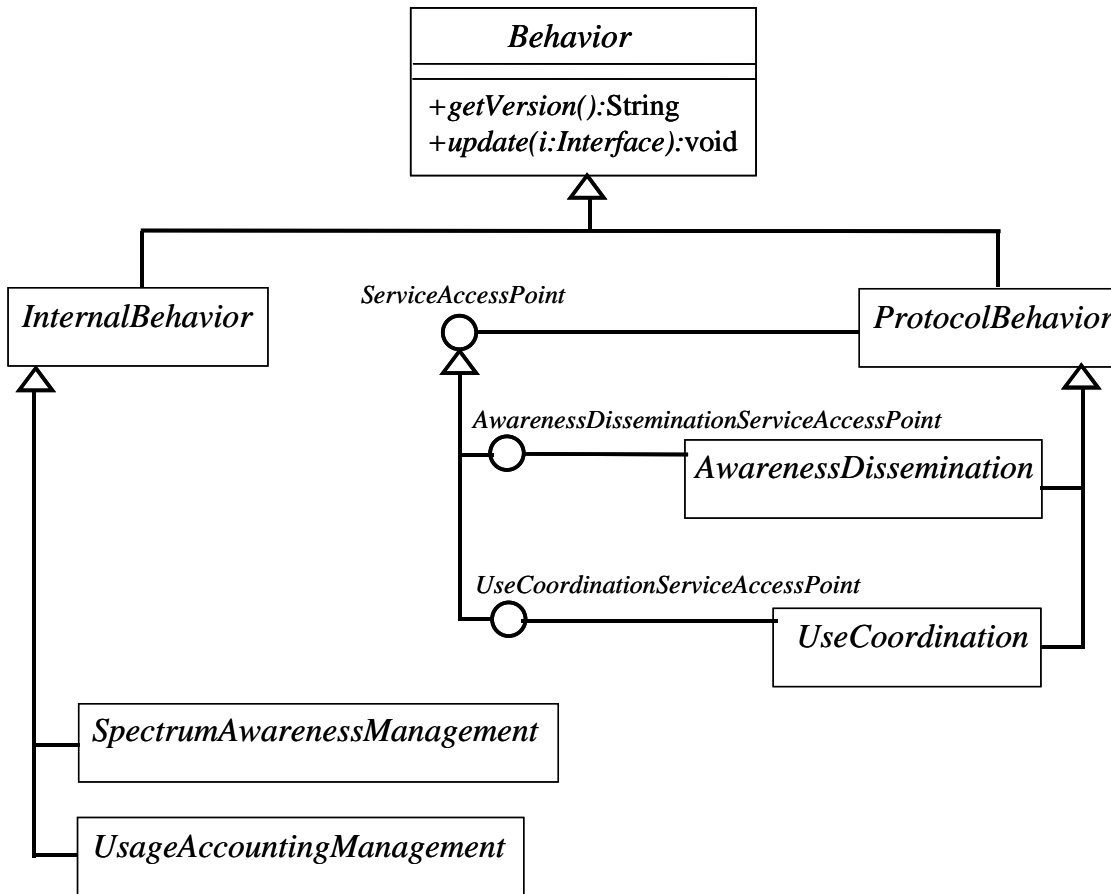 Behavior
+getVersion():String
+update(i:Interface):void
InternalBehavior
ServiceAccessPoint
ProtocolBehavior
AwarenessDisseminationServiceAccessPoint
AwarenessDissemination
UseCoordinationServiceAccessPoint
UseCoordination
SpectrumAwarenessManagement
UsageAccountingManagement